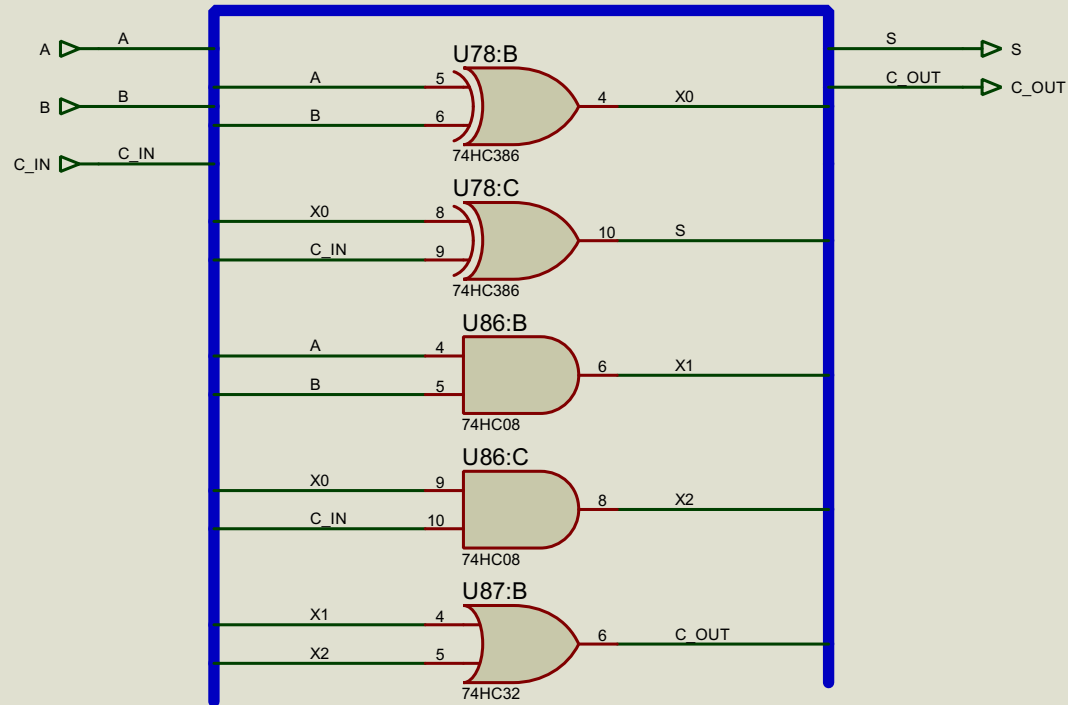 A A S S
U78:B
A 5 C_OUT C_OUT
B B 4 X0
B 6
74HC386
C_IN C_IN
U78:C
X0 8
10 S
C_IN 9
74HC386
U86:B
A 4
6 X1
B 5
74HC08
U86:C
X0 9
8 X2
C_IN 10
74HC08
U87:B
X1 4
6 C_OUT
X2 5
74HC32